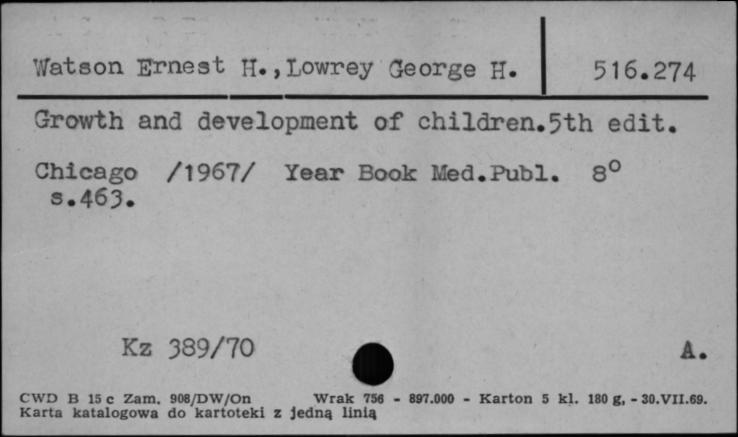 Watson Ernest H.,Lowrey George H. 516.274
Growth and development of children.5th edit.
Chicago /1967/ Year Book Med.Publ. 8°
s.463.
Kz 389/70 A.
CWD B 15 c Zam. 908/DW/On Wrak 756 - 897.000 - Karton 5 kl. 180 g, - 30.VII.69.
Karta katalogowa do kartoteki z jedną linią